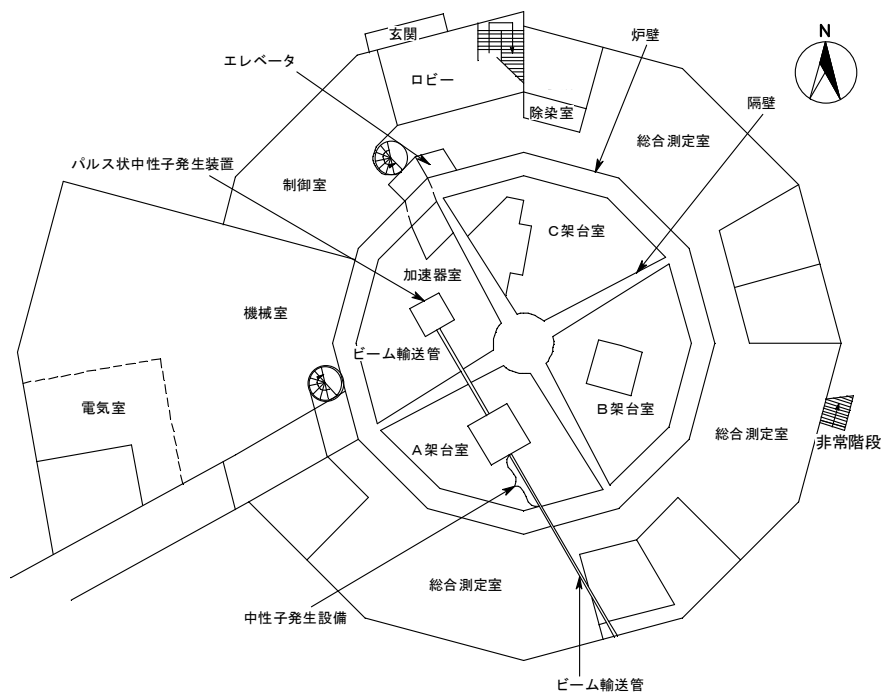 玄関
炉壁
N
エレベータ
ロビー
隔壁
除染室
総合測定室
パルス状中性子発生装置
制御室
C架台室
加速器室
機械室
ビーム輸送管
電気室
B架台室
A架台室
総合測定室
非常階段
総合測定室
中性子発生設備
ビーム輸送管